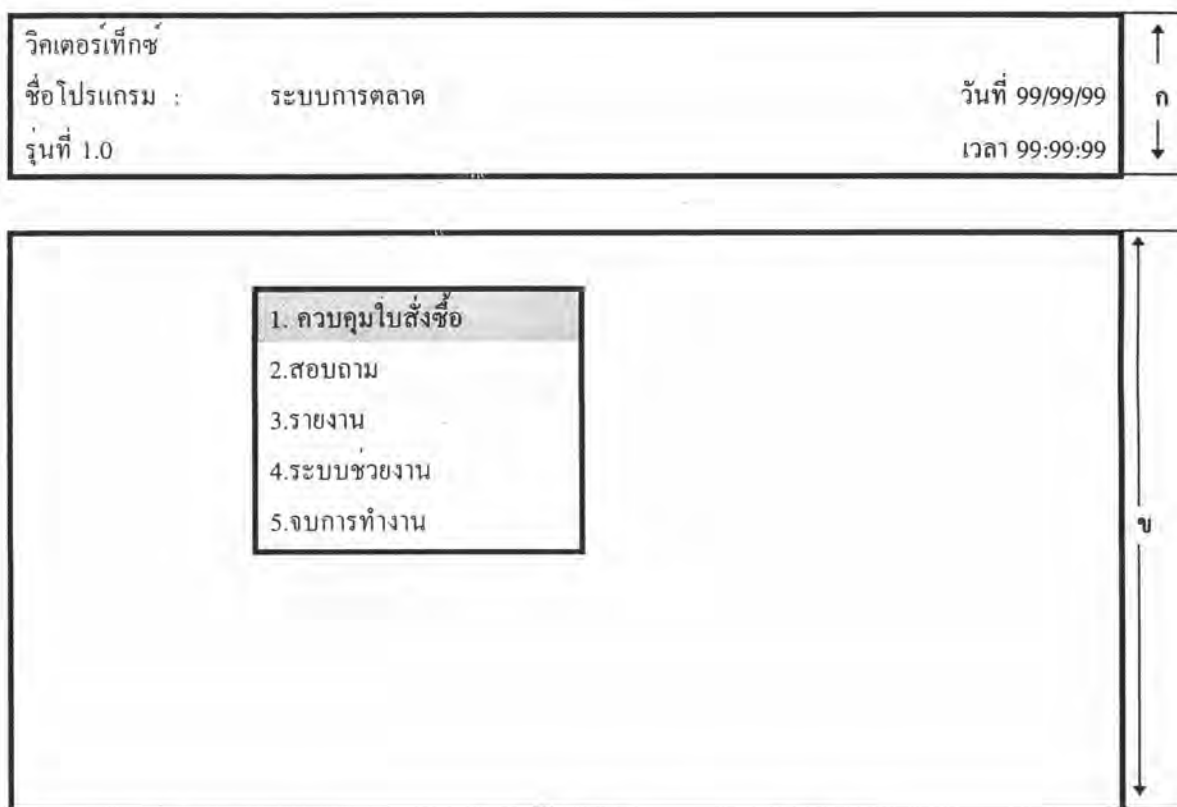 วิคเตอร์เท็กซ์
ชื่อโปรแกรม : ระบบการตลาด วันที่ 99/99/99
ก
รุ่นที่ 1.0 เวลา 99:99:99
1. ควบคุมใบสั่งซื้อ
2.สอบถาม
3.รายงาน
4.ระบบช่วยงาน
5.จบการทำงาน
ข